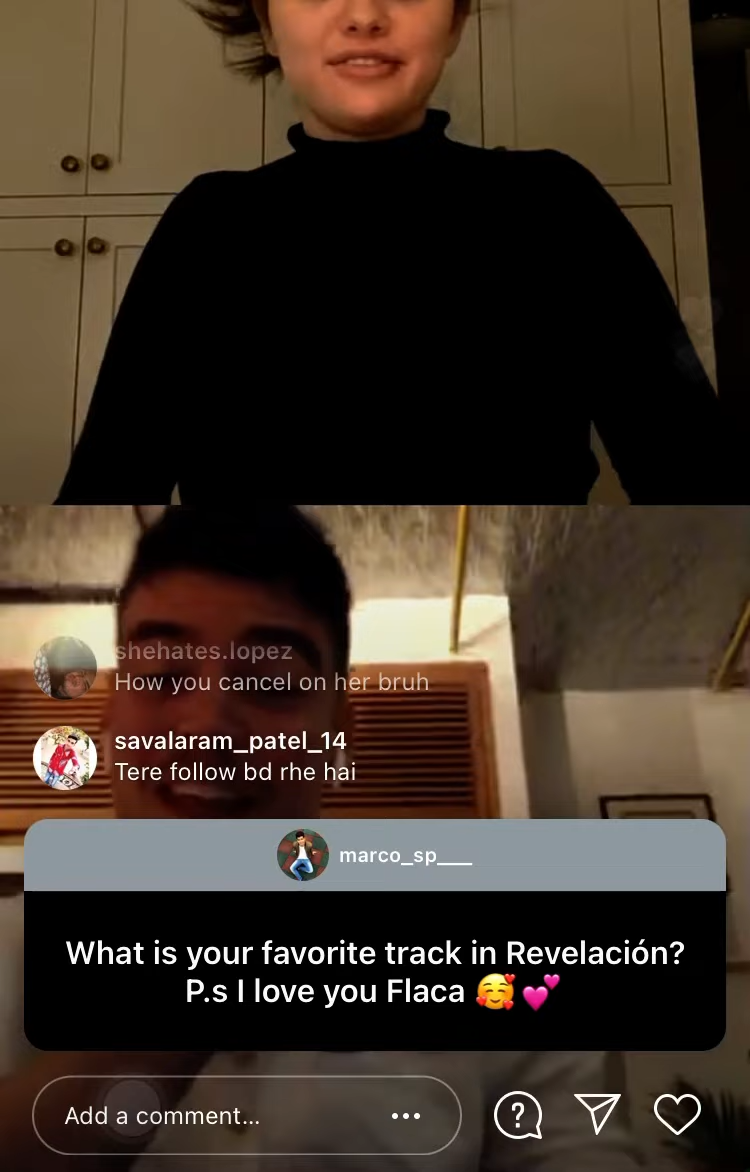 shehates.lopez
How you cancel on her bruh
savalaram_patel_14
Tere follow bd rhe hai
marco_sp___
What is your favorite track in Revelación?
P.s I love you Flaca 🥰💕
Add a comment...